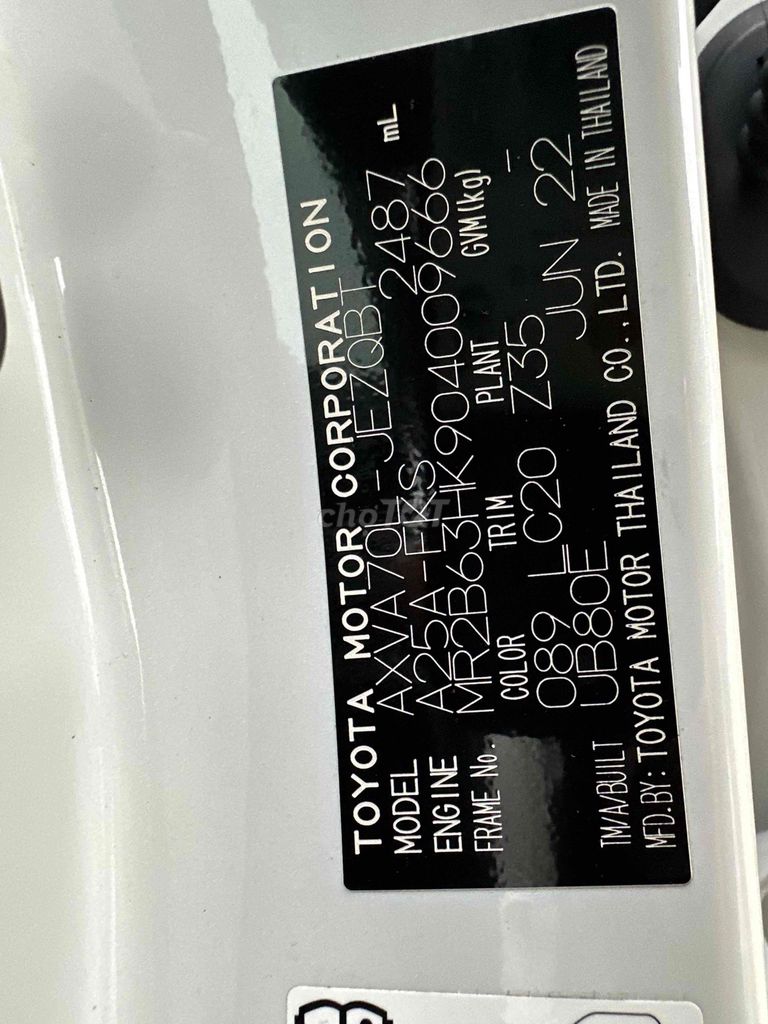 TOYOTA MOTOR CORPORATION
MODEL AXVA70L-JEZQBT
ENGINE A25A-FKS 2487 mL
FRAME No. MR2B63HK904009666
COLOR TRIM PLANT GVM(kg)
089 LC20 Z35 -
TM/A/BUILT UB80E JUN 22
MFD.BY: TOYOTA MOTOR THAILAND CO.,LTD. MADE IN THAILAND
choTỐT